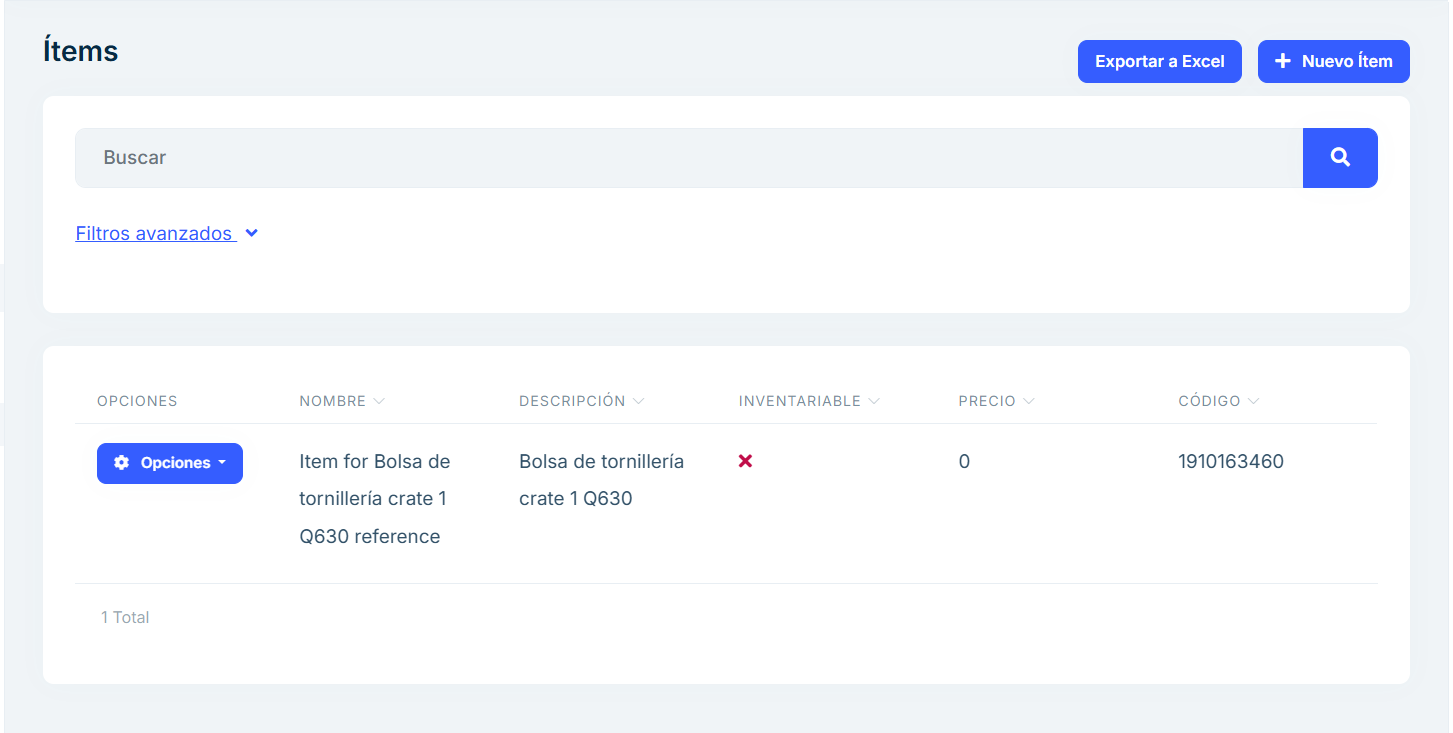 Ítems
Exportar a Excel
Nuevo Ítem
Buscar
Filtros avanzados
OPCIONES NOMBRE DESCRIPCIÓN INVENTARIABLE PRECIO CÓDIGO
Opciones Item for Bolsa de Bolsa de tornillería 0 1910163460
tornillería crate 1 crate 1 Q630
Q630 reference
1 Total